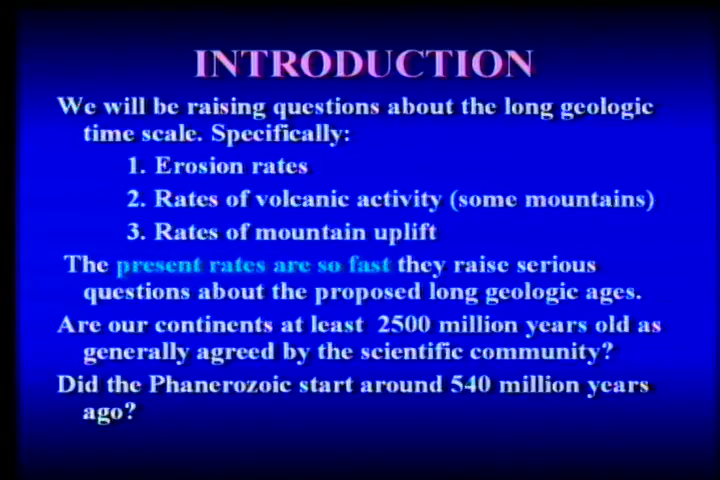 INTRODUCTION
We will be raising questions about the long geologic
time scale. Specifically:
1. Erosion rates
2. Rates of volcanic activity (some mountains)
3. Rates of mountain uplift
The present rates are so fast they raise serious
questions about the proposed long geologic ages.
Are our continents at least 2500 million years old as
generally agreed by the scientific community?
Did the Phanerozoic start around 540 million years
ago?